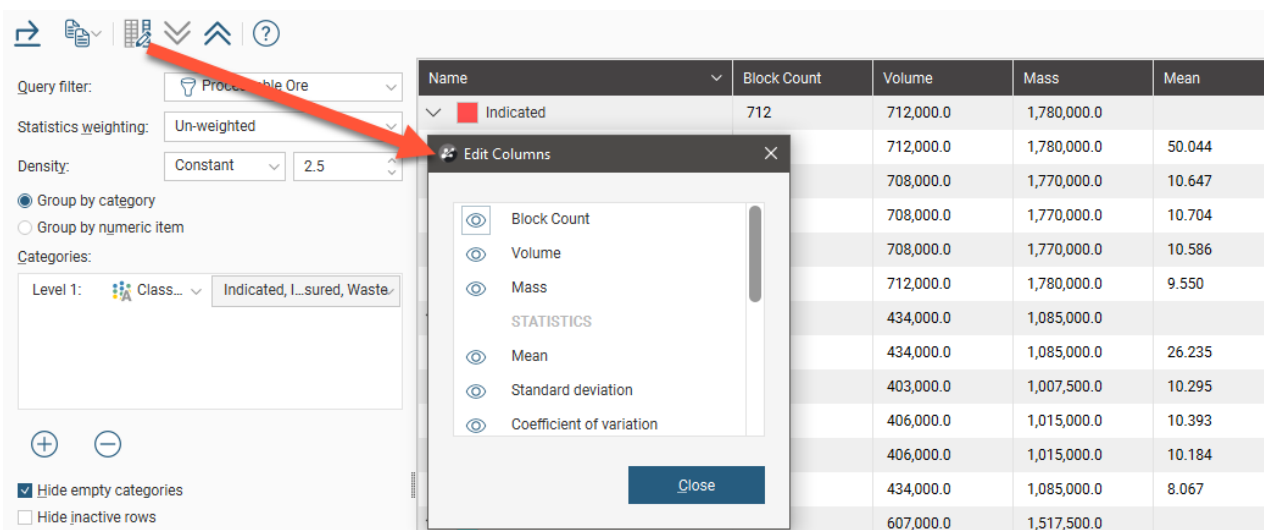 ?
Query filter:
Ore
Statistics weighting:
Un-weighted
Density:
Constant
2.5
Group by category
Group by numeric item
Categories:
Level 1:
Class...
Indicated, I...sured, Waste
Hide empty categories
Hide inactive rows
Name Block Count Volume Mass Mean
Indicated 712 712,000.0 1,780,000.0
712,000.0 1,780,000.0 50.044
708,000.0 1,770,000.0 10.647
708,000.0 1,770,000.0 10.704
708,000.0 1,770,000.0 10.586
712,000.0 1,780,000.0 9.550
434,000.0 1,085,000.0
434,000.0 1,085,000.0 26.235
403,000.0 1,007,500.0 10.295
406,000.0 1,015,000.0 10.393
406,000.0 1,015,000.0 10.184
434,000.0 1,085,000.0 8.067
607,000.0 1,517,500.0
Edit Columns
Block Count
Volume
Mass
STATISTICS
Mean
Standard deviation
Coefficient of variation
Close